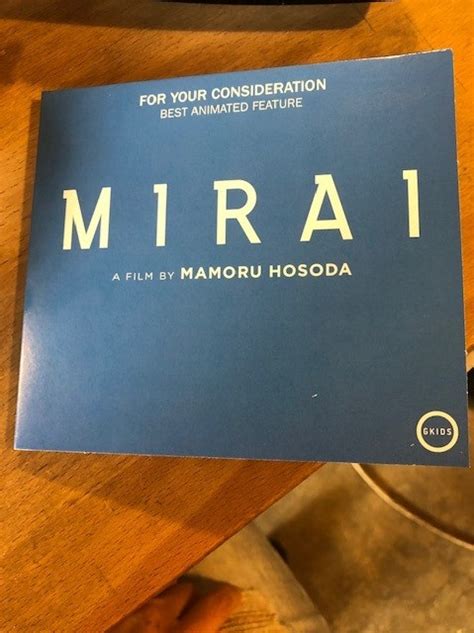 FOR YOUR CONSIDERATION
BEST ANIMATED FEATURE
MIRAI
A FILM BY MAMORU HOSODA
GKIDS